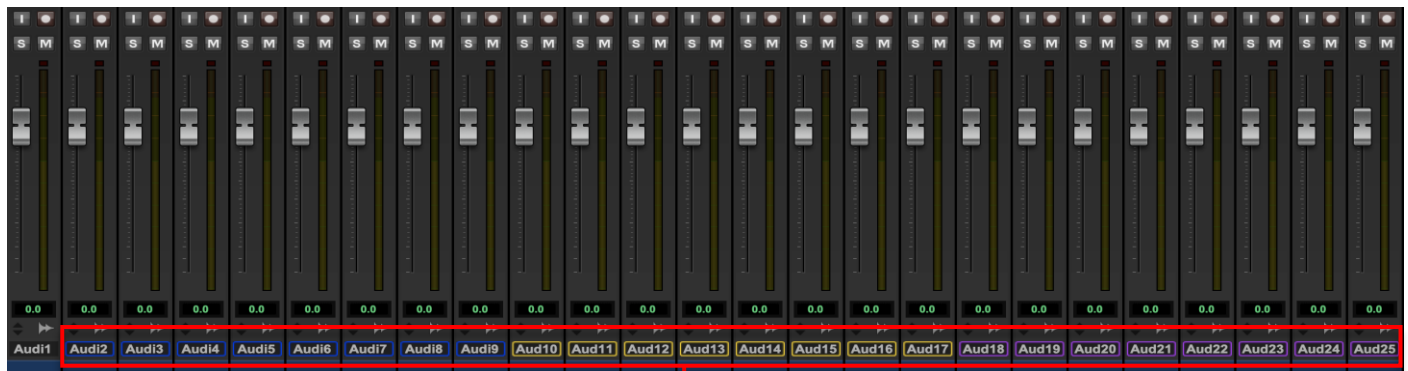 I I I I I I I I I I I I I I I I I I I I I I I I I
S M S M S M S M S M S M S M S M S M S M S M S M S M S M S M S M S M S M S M S M S M S M S M S M S M
0.0 0.0 0.0 0.0 0.0 0.0 0.0 0.0 0.0 0.0 0.0 0.0 0.0 0.0 0.0 0.0 0.0 0.0 0.0 0.0 0.0 0.0 0.0 0.0 0.0
Audi1 Audi2 Audi3 Audi4 Audi5 Audi6 Audi7 Audi8 Audi9 Aud10 Aud11 Aud12 Aud13 Aud14 Aud15 Aud16 Aud17 Aud18 Aud19 Aud20 Aud21 Aud22 Aud23 Aud24 Aud25